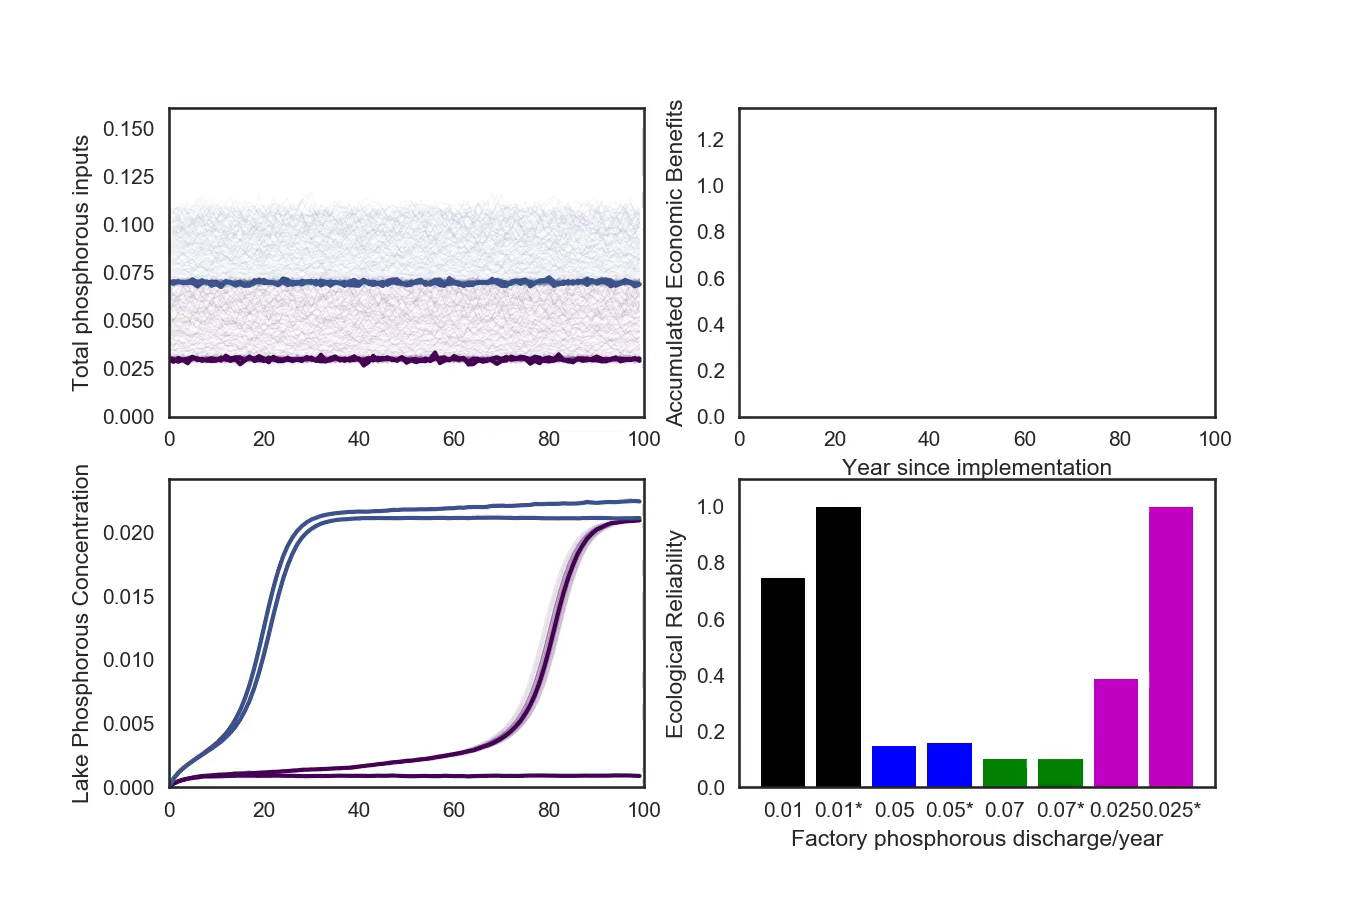 Total phosphorous inputs
0.150
0.125
0.100
0.075
0.050
0.025
0.000
0 20 40 60 80 100
Accumulated Economic Benefits
1.2
1.0
0.8
0.6
0.4
0.2
0.0
0 20 40 60 80 100
Year since implementation
Lake Phosphorous Concentration
0.020
0.015
0.010
0.005
0.000
0 20 40 60 80 100
Ecological Reliability
1.0
0.8
0.6
0.4
0.2
0.0
0.01 0.01* 0.05 0.05* 0.07 0.07* 0.025 0.025*
Factory phosphorous discharge/year